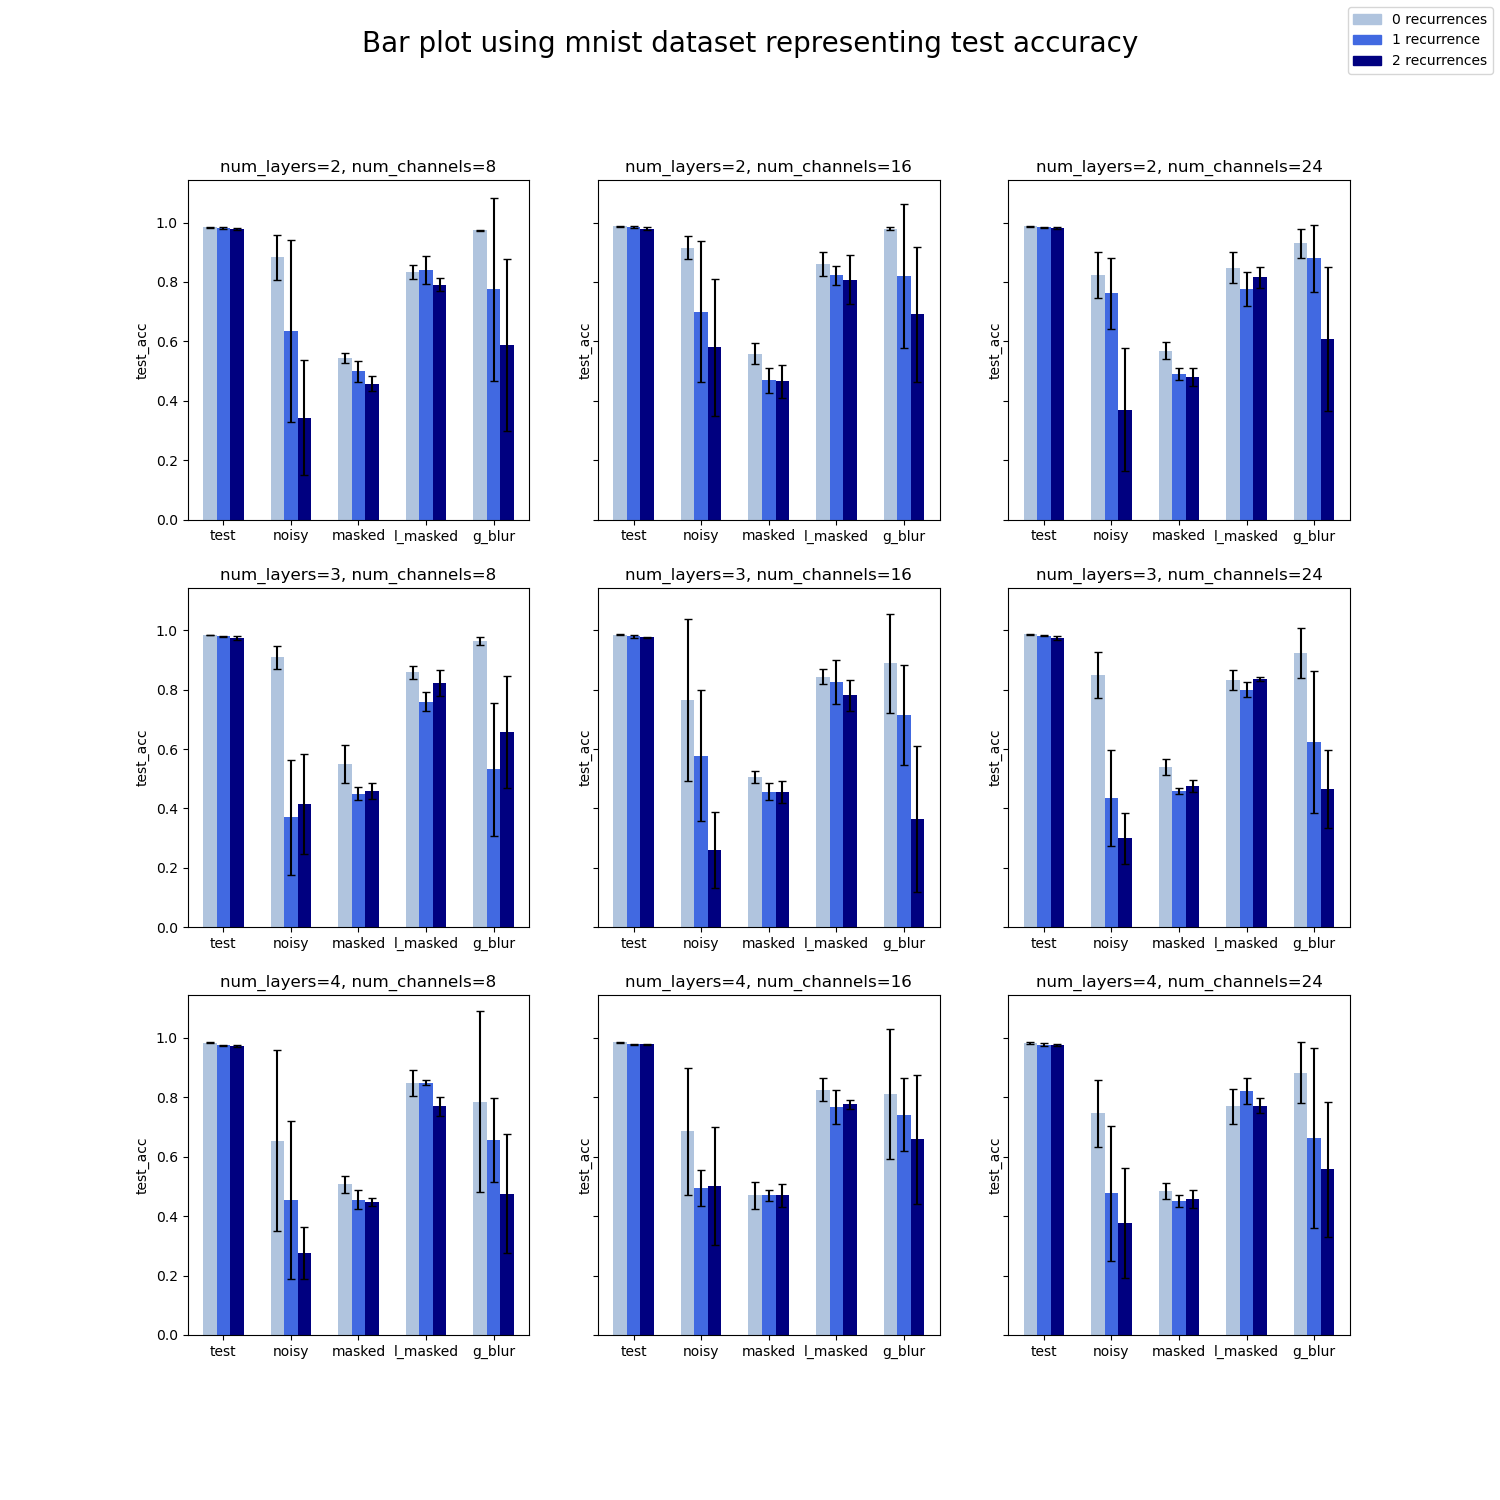 0 recurrences
1 recurrence
2 recurrences
Bar plot using mnist dataset representing test accuracy
num_layers=2, num_channels=8
num_layers=2, num_channels=16
num_layers=2, num_channels=24
1.0
0.8
0.6
0.4
0.2
0.0
test_acc
test_acc
test_acc
test noisy masked l_masked g_blur
test noisy masked l_masked g_blur
test noisy masked l_masked g_blur
num_layers=3, num_channels=8
num_layers=3, num_channels=16
num_layers=3, num_channels=24
1.0
0.8
0.6
0.4
0.2
0.0
test_acc
test_acc
test_acc
test noisy masked l_masked g_blur
test noisy masked l_masked g_blur
test noisy masked l_masked g_blur
num_layers=4, num_channels=8
num_layers=4, num_channels=16
num_layers=4, num_channels=24
1.0
0.8
0.6
0.4
0.2
0.0
test_acc
test_acc
test_acc
test noisy masked l_masked g_blur
test noisy masked l_masked g_blur
test noisy masked l_masked g_blur